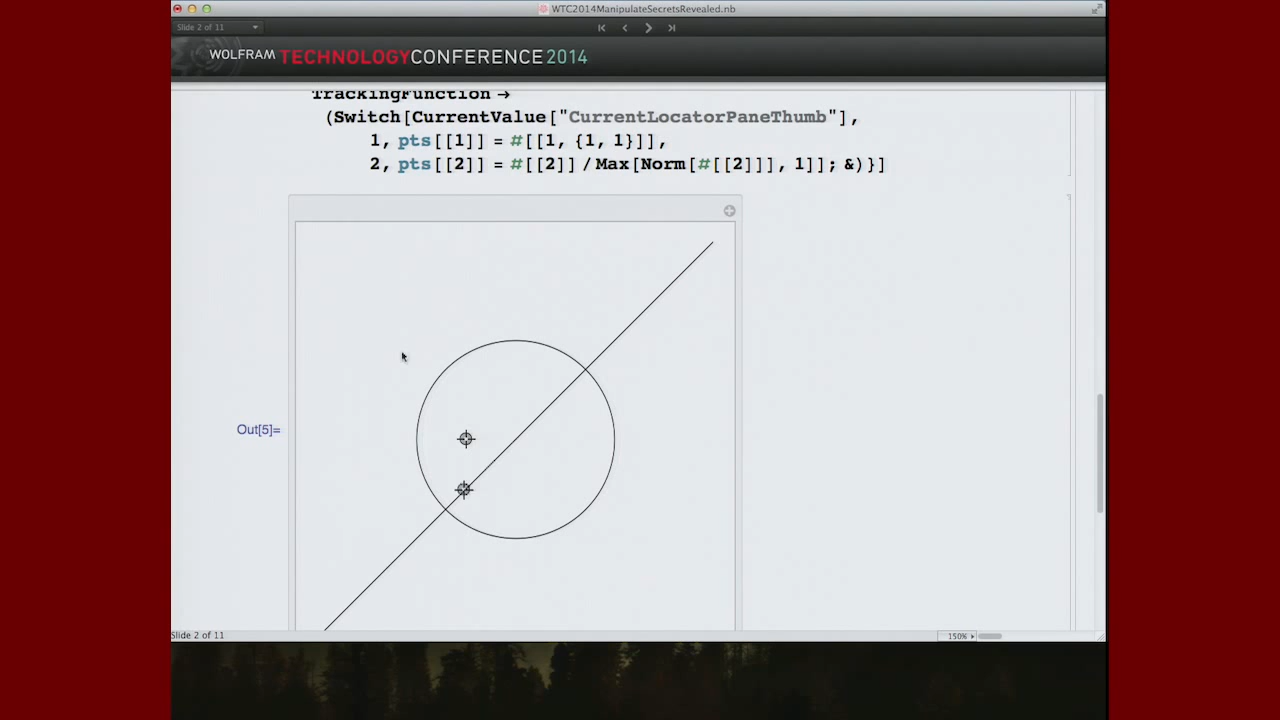 WTC2014ManipulateSecretsRevealed.nb
Slide 2 of 11
WOLFRAM TECHNOLOGYCONFERENCE2014
TrackingFunction →
(Switch[CurrentValue["CurrentLocatorPaneThumb"],
1, pts[[1]] = #[[1, {1, 1}]],
2, pts[[2]] = #[[2]] / Max[Norm[#[[2]]], 1]]; &)}]
Out[5]=
Slide 2 of 11
150%